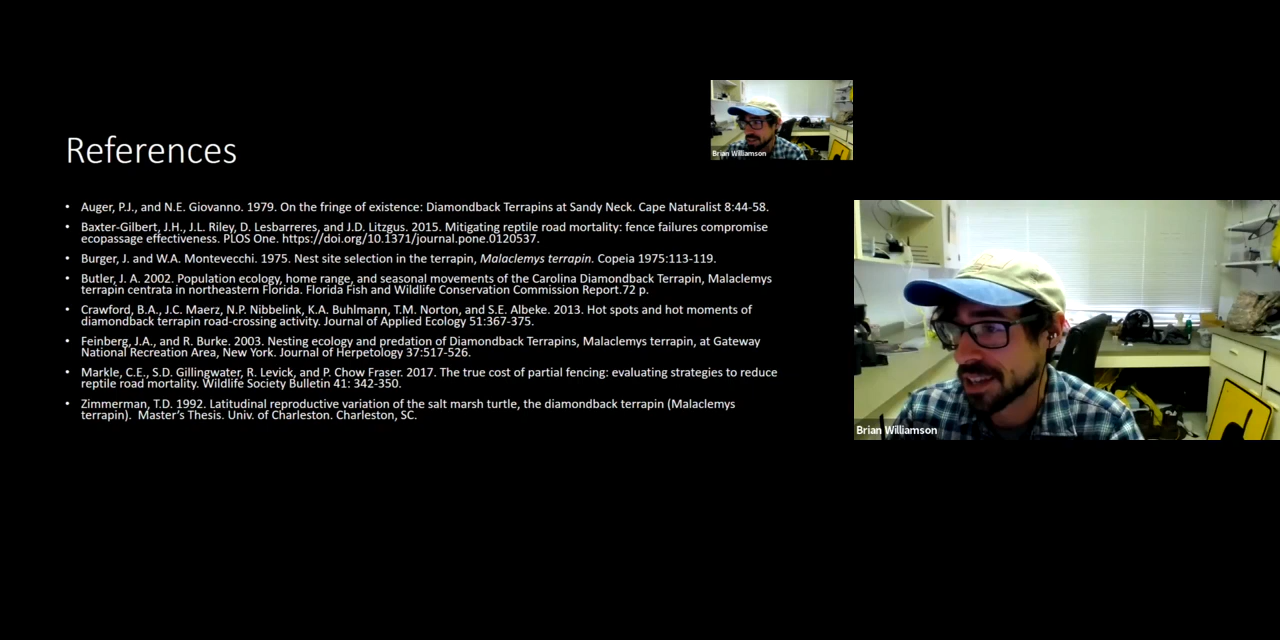 References
Brian Williamson
• Auger, P.J., and N.E. Giovanno. 1979. On the fringe of existence: Diamondback Terrapins at Sandy Neck. Cape Naturalist 8:44-58.
• Baxter-Gilbert, J.H., J.L. Riley, D. Lesbarreres, and J.D. Litzgus. 2015. Mitigating reptile road mortality: fence failures compromise
ecopassage effectiveness. PLOS One. https://doi.org/10.1371/journal.pone.0120537.
• Burger, J. and W.A. Montevecchi. 1975. Nest site selection in the terrapin, Malaclemys terrapin. Copeia 1975:113-119.
• Butler, J. A. 2002. Population ecology, home range, and seasonal movements of the Carolina Diamondback Terrapin, Malaclemys
terrapin centrata in northeastern Florida. Florida Fish and Wildlife Conservation Commission Report.72 p.
• Crawford, B.A., J.C. Maerz, N.P. Nibbelink, K.A. Buhlmann, T.M. Norton, and S.E. Albeke. 2013. Hot spots and hot moments of
diamondback terrapin road-crossing activity. Journal of Applied Ecology 51:367-375.
• Feinberg, J.A., and R. Burke. 2003. Nesting ecology and predation of Diamondback Terrapins, Malaclemys terrapin, at Gateway
National Recreation Area, New York. Journal of Herpetology 37:517-526.
• Markle, C.E., S.D. Gillingwater, R. Levick, and P. Chow Fraser. 2017. The true cost of partial fencing: evaluating strategies to reduce
reptile road mortality. Wildlife Society Bulletin 41: 342-350.
• Zimmerman, T.D. 1992. Latitudinal reproductive variation of the salt marsh turtle, the diamondback terrapin (Malaclemys
terrapin). Master's Thesis. Univ. of Charleston. Charleston, SC.
Brian Williamson